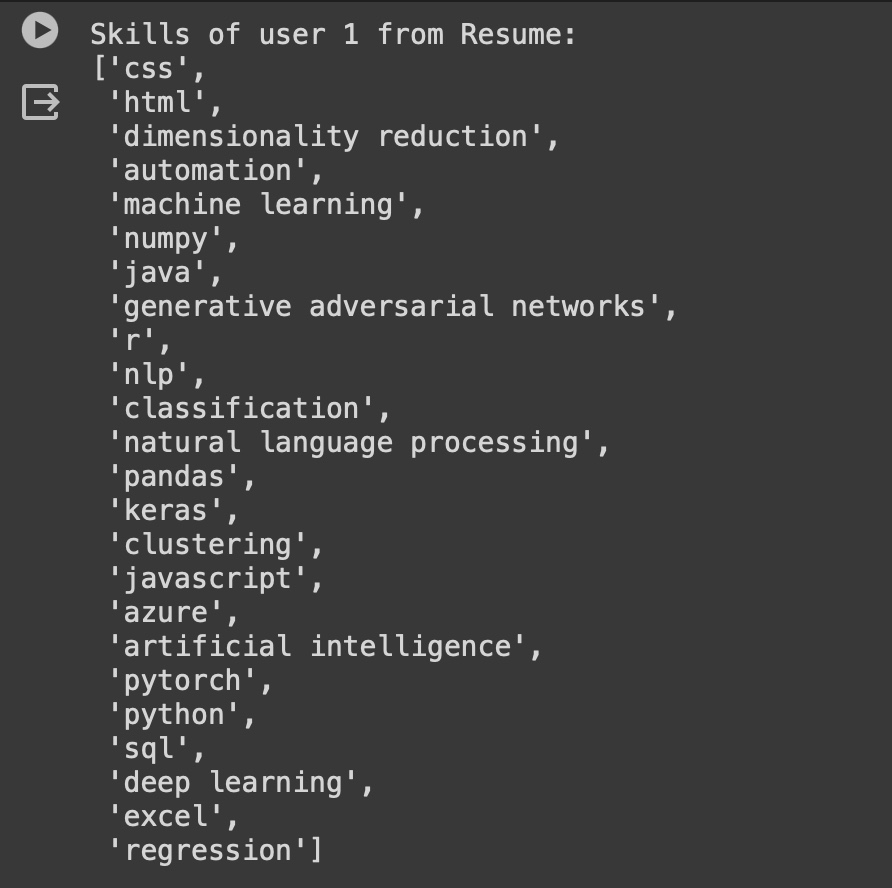 Skills of user 1 from Resume:
['css',
'html',
'dimensionality reduction',
'automation',
'machine learning',
'numpy',
'java',
'generative adversarial networks',
'r',
'nlp',
'classification',
'natural language processing',
'pandas',
'keras',
'clustering',
'javascript',
'azure',
'artificial intelligence',
'pytorch',
'python',
'sql',
'deep learning',
'excel',
'regression']